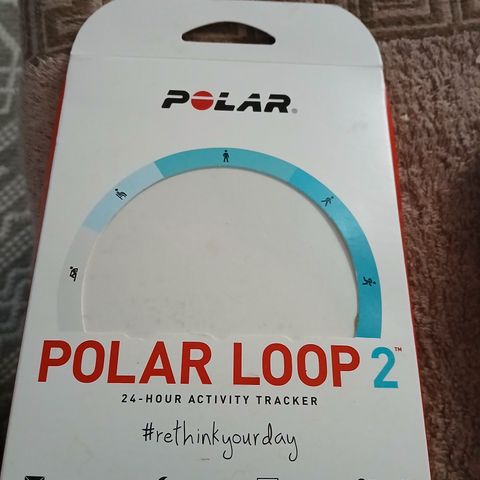 POLAR®
POLAR LOOP 2™
24-HOUR ACTIVITY TRACKER
#rethinkyourday